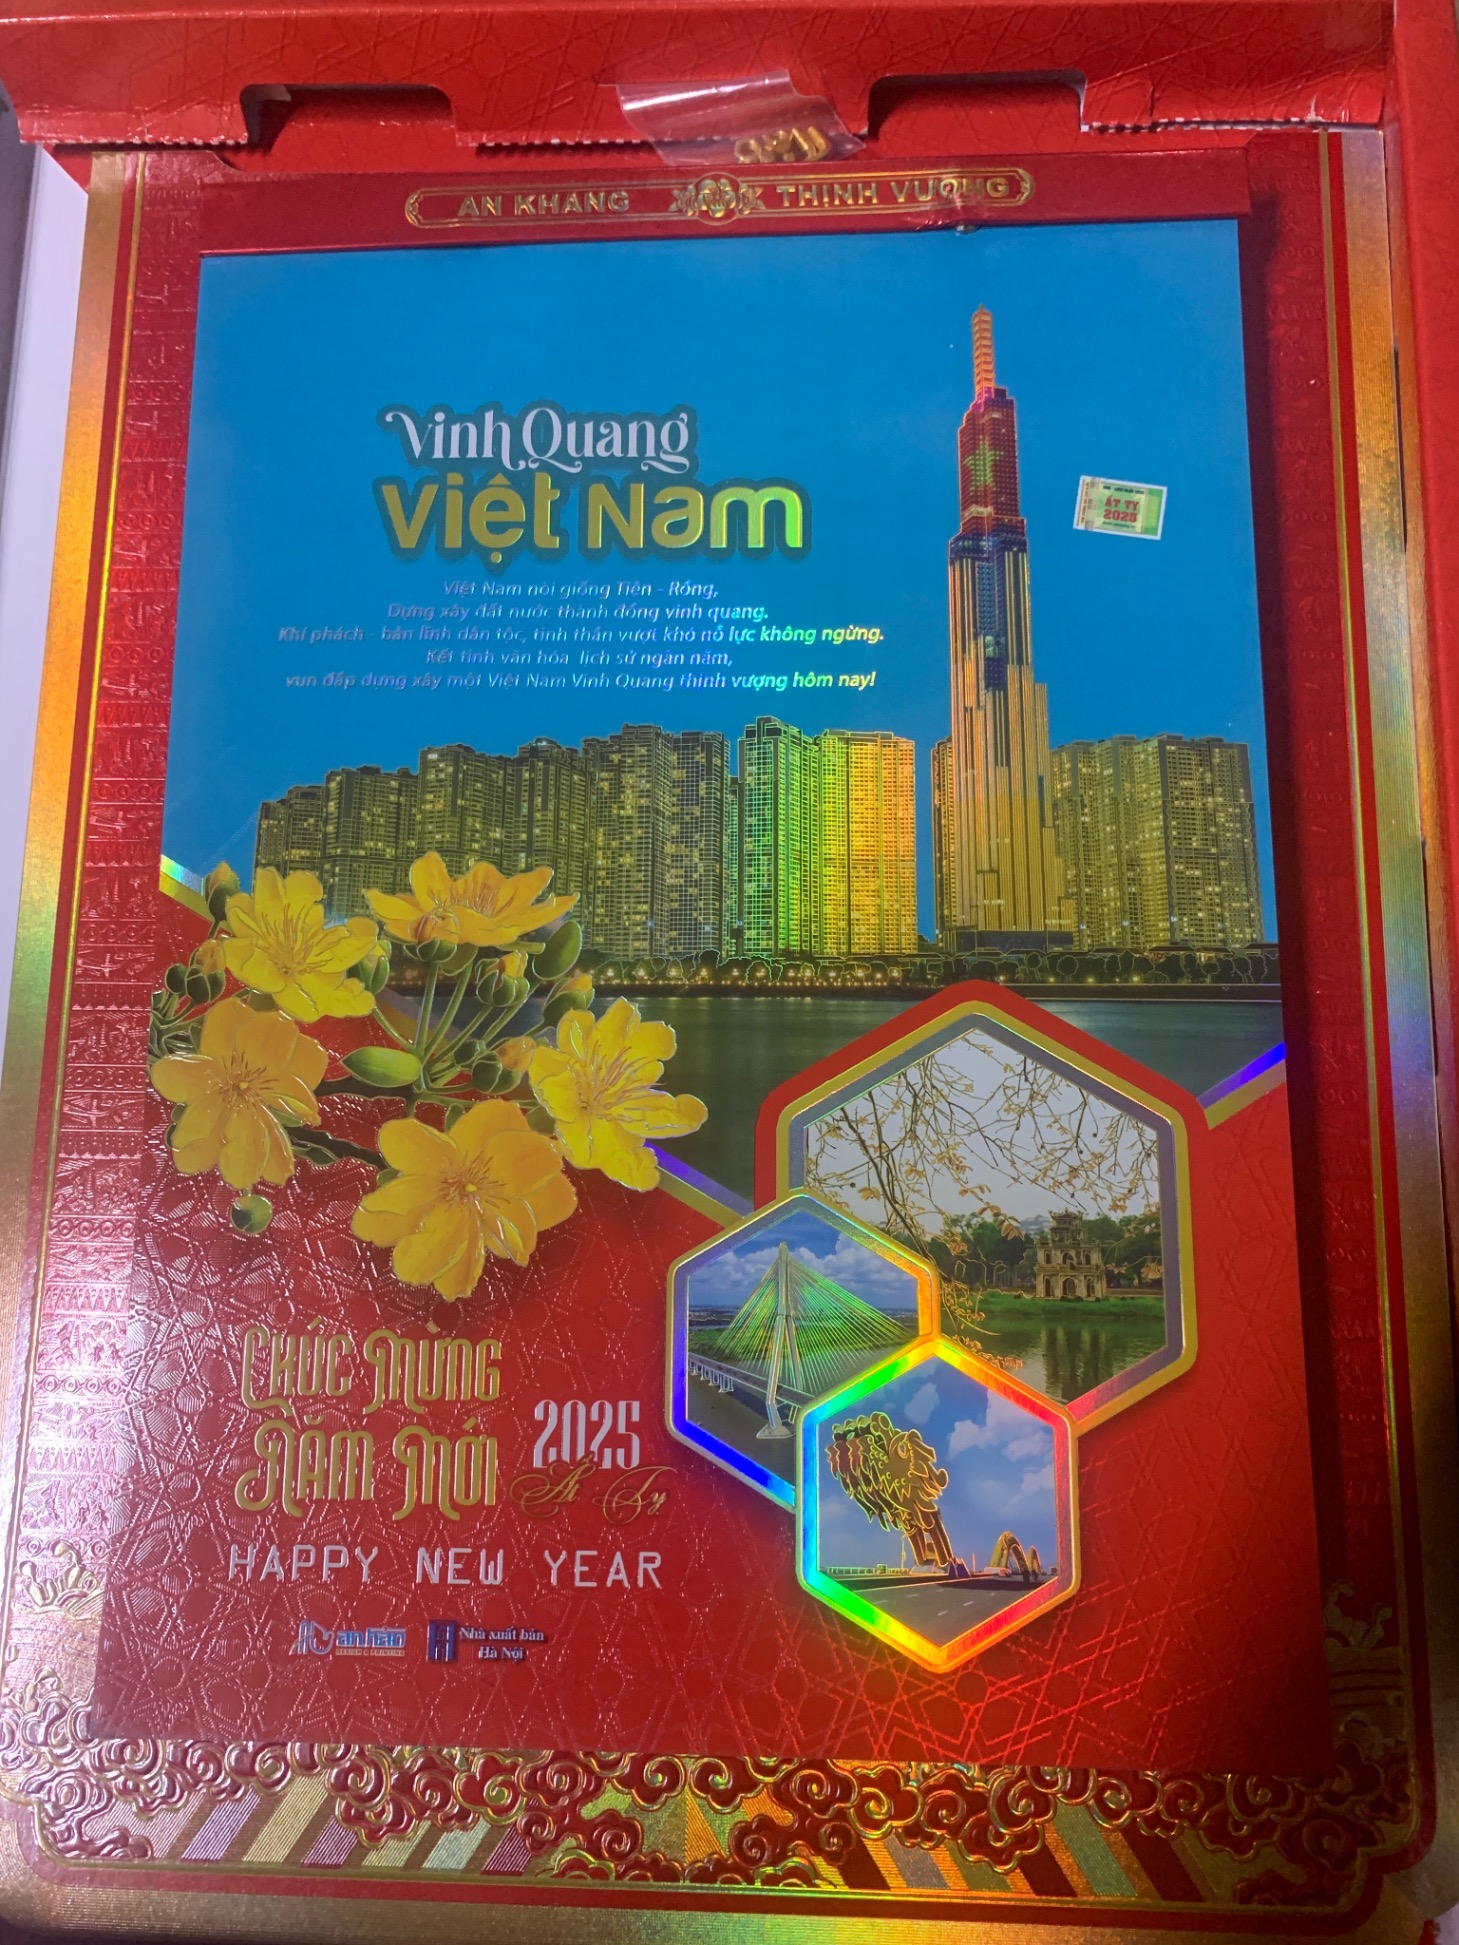 AN KHANG THỊNH VƯỢNG
Vinh Quang
Việt Nam
Việt Nam nòi giống Tiên - Rồng,
Dựng xây đất nước thành đồng vinh quang.
Khí phách - bản lĩnh dân tộc, tinh thần vượt khó nỗ lực không ngừng.
Kết tinh văn hóa lịch sử ngàn năm,
vun đắp dựng xây một Việt Nam Vinh Quang thịnh vượng hôm nay!
ẤT TỴ
2025
CHÚC MỪNG
NĂM MỚI
2025
Ất Tỵ
HAPPY NEW YEAR
an hảo
DESIGN & PRINTING
Nhà xuất bản
Hà Nội